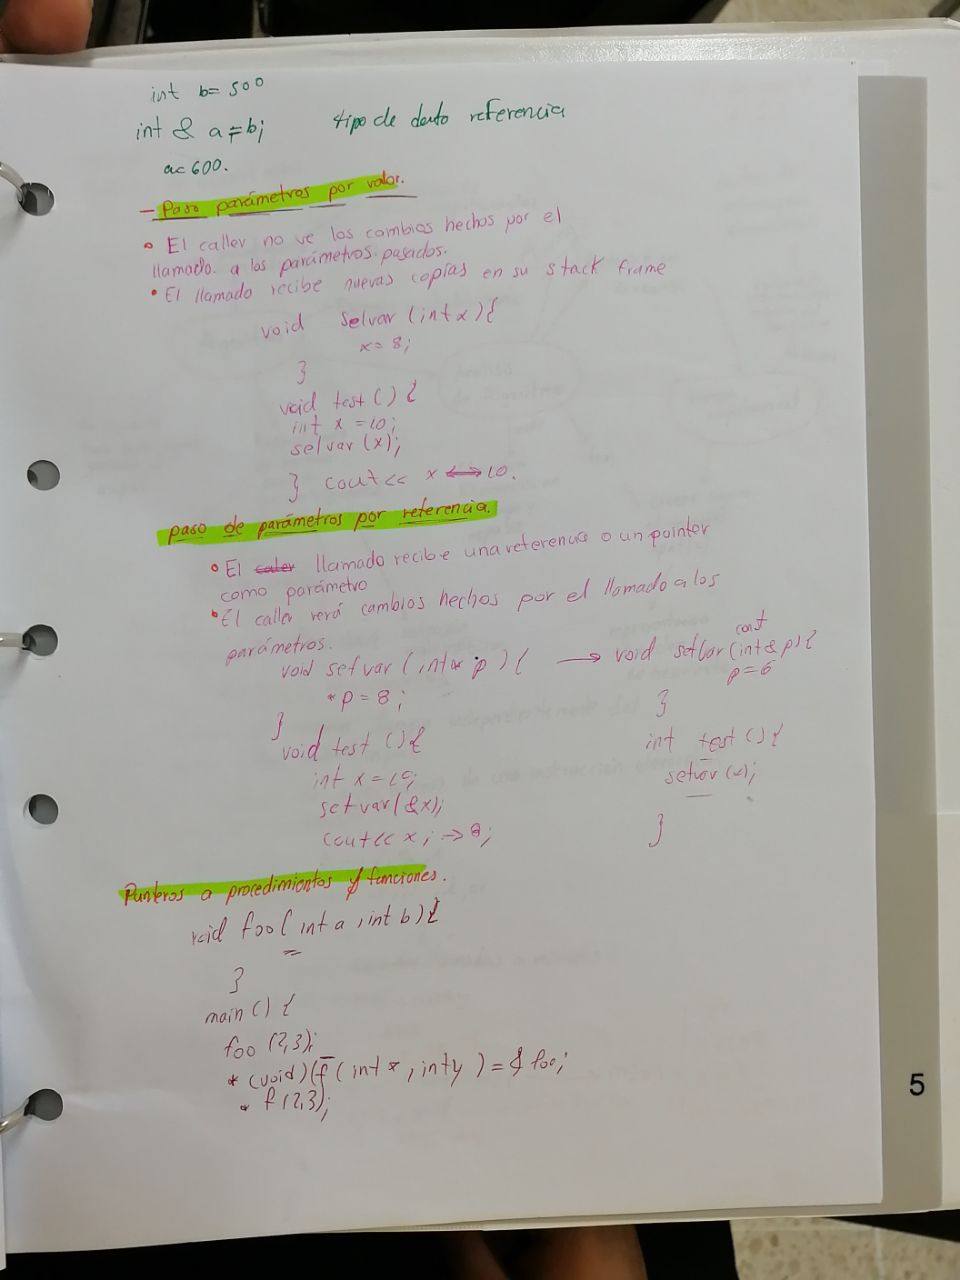 int b= 500
int & a = b;    tipo de dato referencia
a= 600.
- Paso parámetros por valor.
• El caller no ve los cambios hechos por el
llamado. a los parámetros pasados.
• El llamado recibe nuevas copías en su stack frame
void selvar (int x) {
x= 8;
}
void test () {
int x = 10;
selvar (x);
} cout << x ⟷ 10.
paso de parámetros por referencia.
• El llamado recibe una referencia o un pointer
como parámetro
• El caller verá cambios hechos por el llamado a los
parámetros.
const
void setvar (int * p) {  → void setvar (int & p) {
*p = 8;    p = 6
}    }
void test () {    int test () {
int x = 10;    setvar (x);
setvar (&x);
cout << x; → 8;    }
Punteros a procedimientos y funciones.
void foo ( int a , int b) {
}
main () {
foo (2,3);
* (void) (f ( int x , int y ) = & foo;
* f (2,3);
5